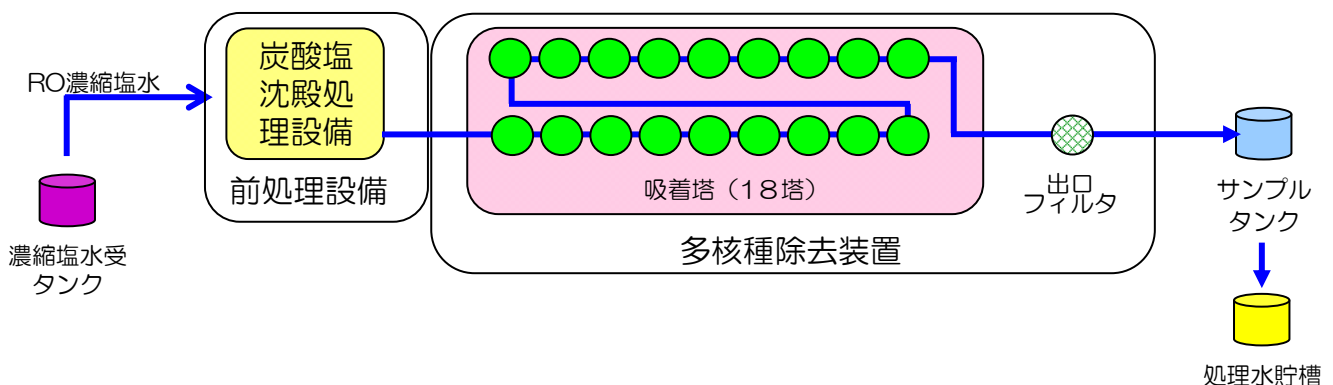 RO濃縮塩水
濃縮塩水受
タンク
炭酸塩
沈殿処
理設備
前処理設備
吸着塔（18塔）
出口
フィルタ
多核種除去装置
サンプル
タンク
処理水貯槽